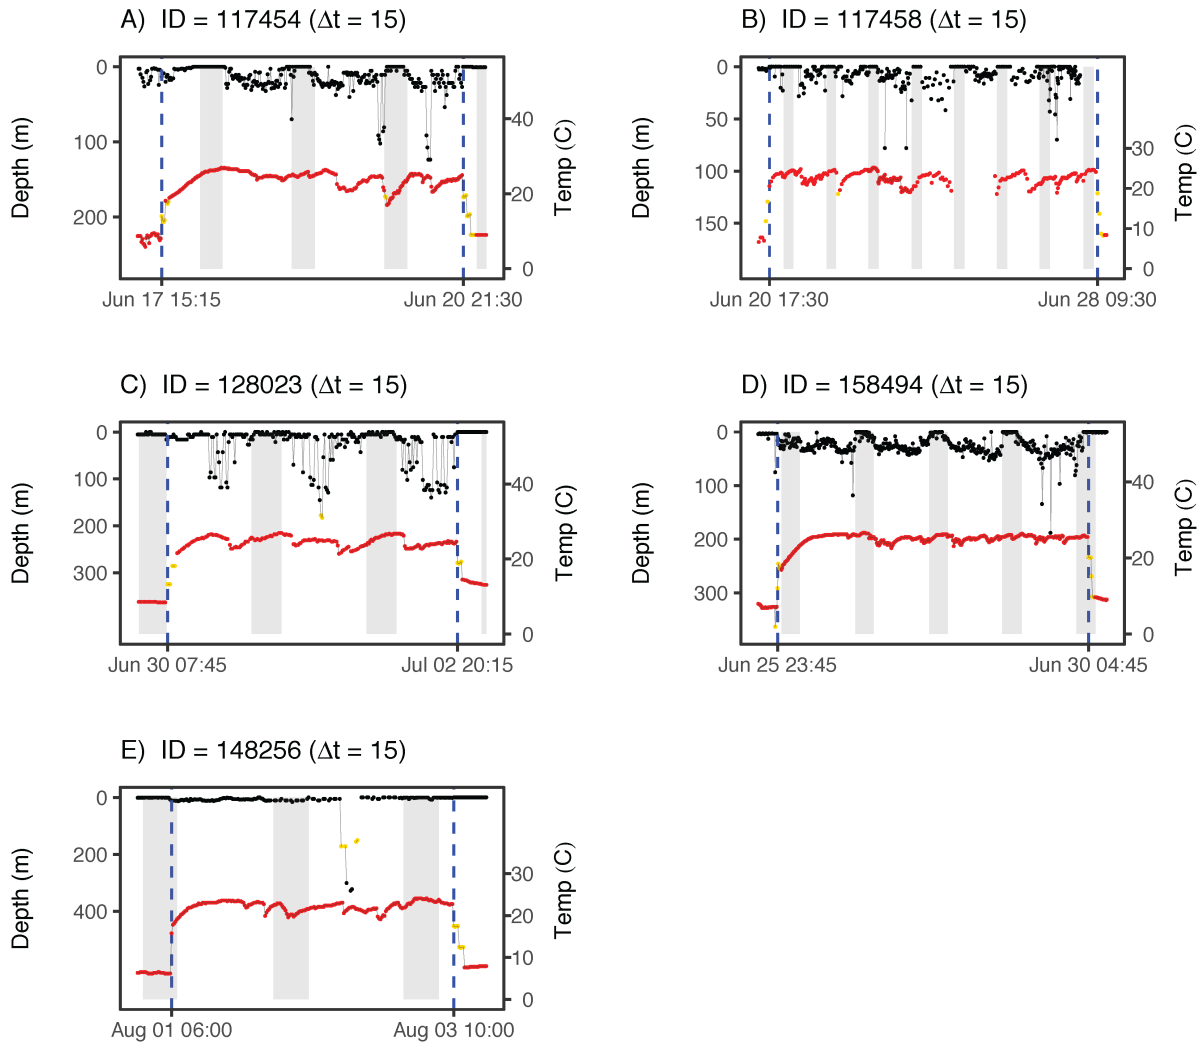 A) ID = 117454 (Δt = 15)
0
100
200
Depth (m)
40
20
0
Temp (C)
Jun 17 15:15
Jun 20 21:30
B) ID = 117458 (Δt = 15)
0
50
100
150
Depth (m)
30
20
10
0
Temp (C)
Jun 20 17:30
Jun 28 09:30
C) ID = 128023 (Δt = 15)
0
100
200
300
Depth (m)
40
20
0
Temp (C)
Jun 30 07:45
Jul 02 20:15
D) ID = 158494 (Δt = 15)
0
100
200
300
Depth (m)
40
20
0
Temp (C)
Jun 25 23:45
Jun 30 04:45
E) ID = 148256 (Δt = 15)
0
200
400
Depth (m)
30
20
10
0
Temp (C)
Aug 01 06:00
Aug 03 10:00